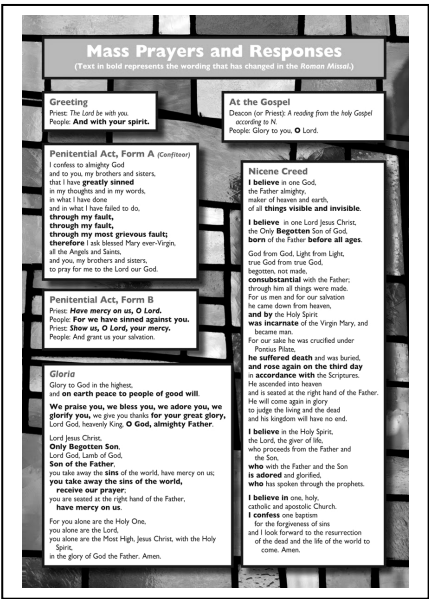 Mass Prayers and Responses
(Text in bold represents the wording that has changed in the Roman Missal.)
Greeting
Priest: The Lord be with you.
People: And with your spirit.
Penitential Act, Form A (Confiteor)
I confess to almighty God
and to you, my brothers and sisters,
that I have greatly sinned
in my thoughts and in my words,
in what I have done
and in what I have failed to do,
through my fault,
through my fault,
through my most grievous fault;
therefore I ask blessed Mary ever-Virgin,
all the Angels and Saints,
and you, my brothers and sisters,
to pray for me to the Lord our God.
Penitential Act, Form B
Priest: Have mercy on us, O Lord.
People: For we have sinned against you.
Priest: Show us, O Lord, your mercy.
People: And grant us your salvation.
Gloria
Glory to God in the highest,
and on earth peace to people of good will.
We praise you, we bless you, we adore you, we
glorify you, we give you thanks for your great glory,
Lord God, heavenly King, O God, almighty Father.
Lord Jesus Christ,
Only Begotten Son,
Lord God, Lamb of God,
Son of the Father,
you take away the sins of the world, have mercy on us;
you take away the sins of the world,
receive our prayer;
you are seated at the right hand of the Father,
have mercy on us.
For you alone are the Holy One,
you alone are the Lord,
you alone are the Most High, Jesus Christ, with the Holy
Spirit,
in the glory of God the Father. Amen.
At the Gospel
Deacon (or Priest): A reading from the holy Gospel
according to N.
People: Glory to you, O Lord.
Nicene Creed
I believe in one God,
the Father almighty,
maker of heaven and earth,
of all things visible and invisible.
I believe in one Lord Jesus Christ,
the Only Begotten Son of God,
born of the Father before all ages.
God from God, Light from Light,
true God from true God,
begotten, not made,
consubstantial with the Father;
through him all things were made.
For us men and for our salvation
he came down from heaven,
and by the Holy Spirit
was incarnate of the Virgin Mary, and
became man.
For our sake he was crucified under
Pontius Pilate,
he suffered death and was buried,
and rose again on the third day
in accordance with the Scriptures.
He ascended into heaven
and is seated at the right hand of the Father.
He will come again in glory
to judge the living and the dead
and his kingdom will have no end.
I believe in the Holy Spirit,
the Lord, the giver of life,
who proceeds from the Father and
the Son,
who with the Father and the Son
is adored and glorified,
who has spoken through the prophets.
I believe in one, holy,
catholic and apostolic Church.
I confess one baptism
for the forgiveness of sins
and I look forward to the resurrection
of the dead and the life of the world to
come. Amen.